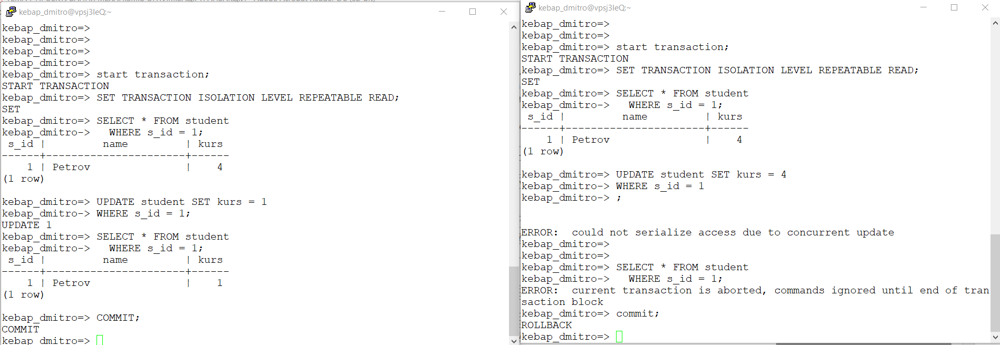 kebap_dmitro@vpsj3leQ:~
kebap_dmitro=>
kebap_dmitro=>
kebap_dmitro=>
kebap_dmitro=>
kebap_dmitro=> start transaction;
START TRANSACTION
kebap_dmitro=> SET TRANSACTION ISOLATION LEVEL REPEATABLE READ;
SET
kebap_dmitro=> SELECT * FROM student
kebap_dmitro->   WHERE s_id = 1;
 s_id |         name         | kurs
------+----------------------+------
    1 | Petrov               |    4
(1 row)
kebap_dmitro=> UPDATE student SET kurs = 1
kebap_dmitro-> WHERE s_id = 1;
UPDATE 1
kebap_dmitro=> SELECT * FROM student
kebap_dmitro->   WHERE s_id = 1;
 s_id |         name         | kurs
------+----------------------+------
    1 | Petrov               |    1
(1 row)
kebap_dmitro=> COMMIT;
COMMIT
kebap_dmitro=>
kebap_dmitro@vpsj3leQ:~
kebap_dmitro=>
kebap_dmitro=>
kebap_dmitro=> start transaction;
START TRANSACTION
kebap_dmitro=> SET TRANSACTION ISOLATION LEVEL REPEATABLE READ;
SET
kebap_dmitro=> SELECT * FROM student
kebap_dmitro->   WHERE s_id = 1;
 s_id |         name         | kurs
------+----------------------+------
    1 | Petrov               |    4
(1 row)
kebap_dmitro=> UPDATE student SET kurs = 4
kebap_dmitro-> WHERE s_id = 1
kebap_dmitro-> ;
ERROR:  could not serialize access due to concurrent update
kebap_dmitro=>
kebap_dmitro=>
kebap_dmitro=> SELECT * FROM student
kebap_dmitro->   WHERE s_id = 1;
ERROR:  current transaction is aborted, commands ignored until end of tran
saction block
kebap_dmitro=> commit;
ROLLBACK
kebap_dmitro=>